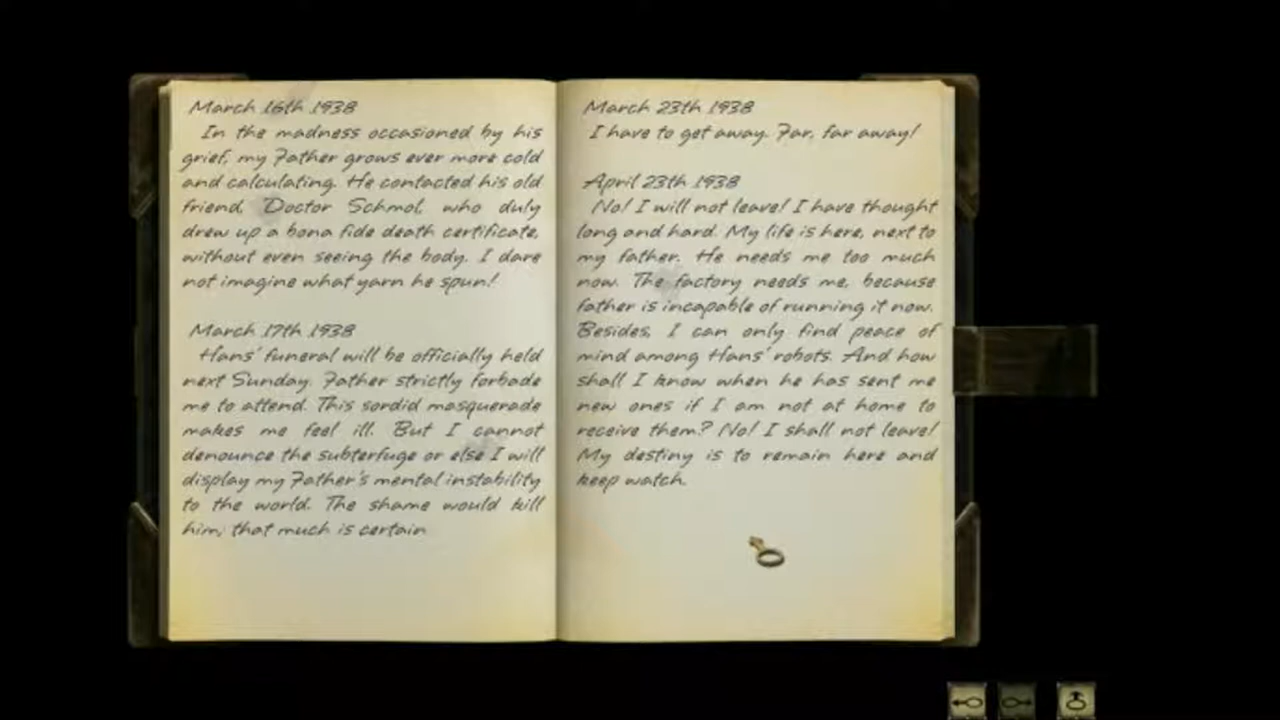 March 16th 1938
In the madness occasioned by his
grief, my Father grows ever more cold
and calculating. He contacted his old
friend, Doctor Schmol, who duly
drew up a bona fide death certificate,
without even seeing the body. I dare
not imagine what yarn he spun!
March 17th 1938
Hans' funeral will be officially held
next Sunday. Father strictly forbade
me to attend. This sordid masquerade
makes me feel ill. But I cannot
denounce the subterfuge or else I will
display my Father's mental instability
to the world. The shame would kill
him, that much is certain
March 23th 1938
I have to get away. Far, far away!
April 23th 1938
No! I will not leave! I have thought
long and hard. My life is here, next to
my father. He needs me too much
now. The factory needs me, because
father is incapable of running it now.
Besides, I can only find peace of
mind among Hans' robots. And how
shall I know when he has sent me
new ones if I am not at home to
receive them? No! I shall not leave!
My destiny is to remain here and
keep watch.